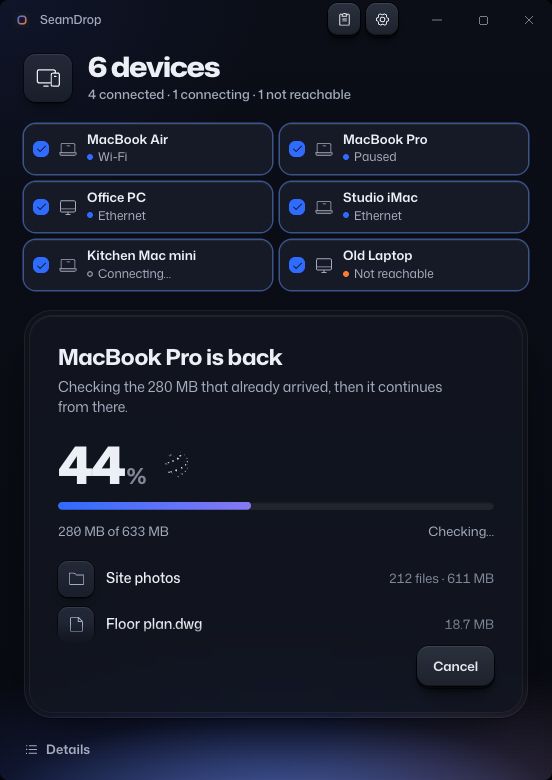 SeamDrop
6 devices
4 connected · 1 connecting · 1 not reachable
MacBook Air
Wi-Fi
MacBook Pro
Paused
Office PC
Ethernet
Studio iMac
Ethernet
Kitchen Mac mini
Connecting...
Old Laptop
Not reachable
MacBook Pro is back
Checking the 280 MB that already arrived, then it continues
from there.
44%
280 MB of 633 MB
Checking...
Site photos
212 files · 611 MB
Floor plan.dwg
18.7 MB
Cancel
Details